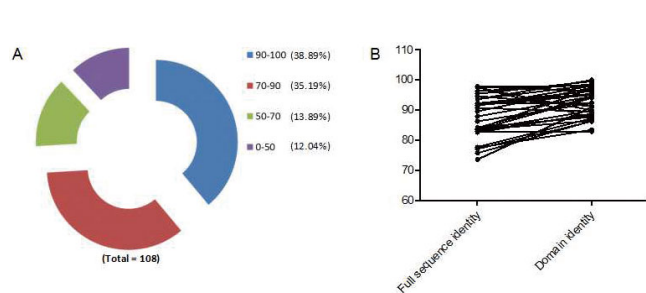 A
90-100 (38.89%)
70-90 (35.19%)
50-70 (13.89%)
0-50 (12.04%)
(Total = 108)
B
110
100
90
80
70
60
Full sequence identity
Domain identity